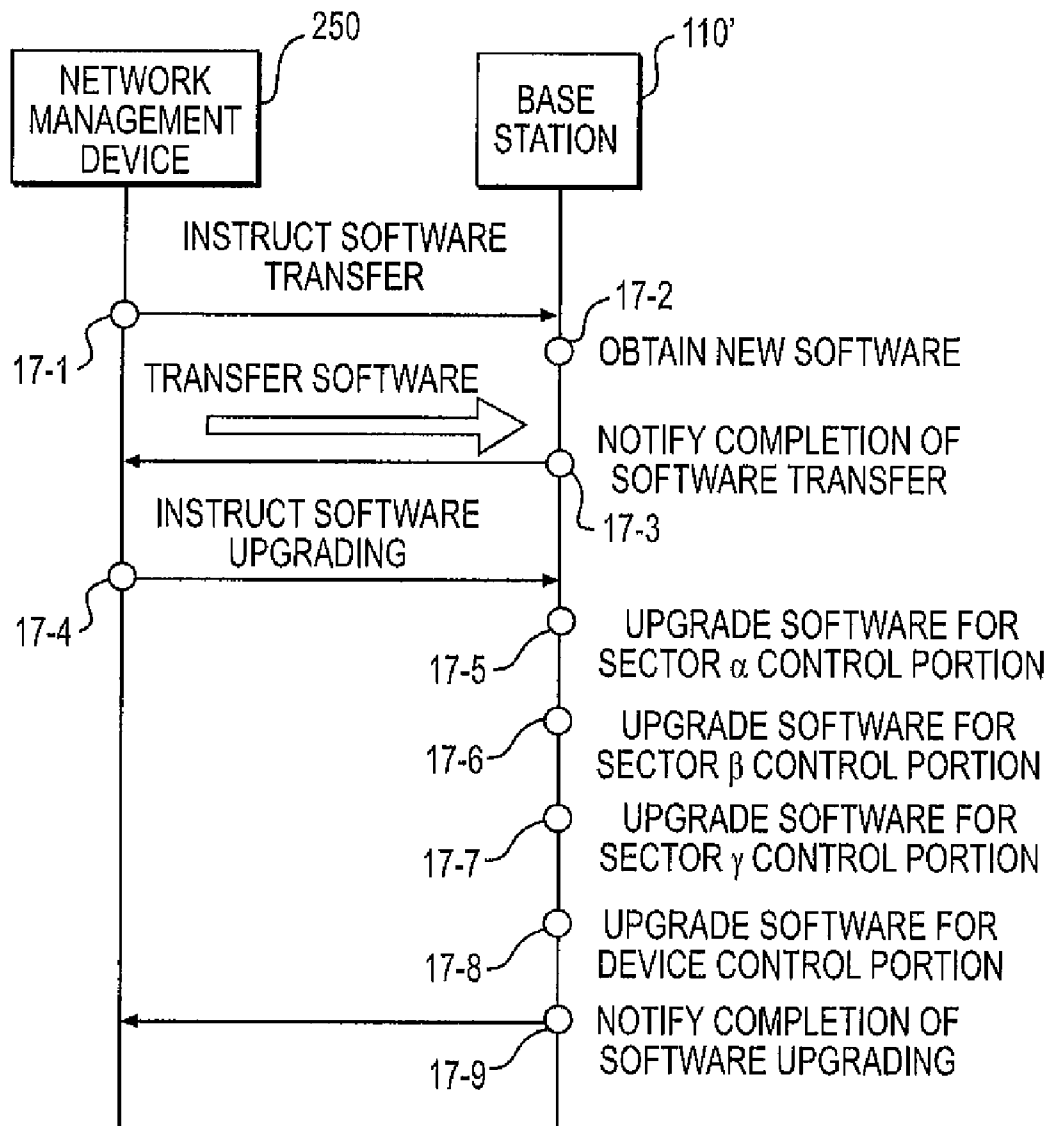 250
110'
NETWORK
MANAGEMENT
DEVICE
BASE
STATION
INSTRUCT SOFTWARE
TRANSFER
17-1
17-2
OBTAIN NEW SOFTWARE
TRANSFER SOFTWARE
NOTIFY COMPLETION OF
SOFTWARE TRANSFER
17-3
INSTRUCT SOFTWARE
UPGRADING
17-4
17-5
UPGRADE SOFTWARE FOR
SECTOR α CONTROL PORTION
17-6
UPGRADE SOFTWARE FOR
SECTOR β CONTROL PORTION
17-7
UPGRADE SOFTWARE FOR
SECTOR γ CONTROL PORTION
17-8
UPGRADE SOFTWARE FOR
DEVICE CONTROL PORTION
17-9
NOTIFY COMPLETION OF
SOFTWARE UPGRADING